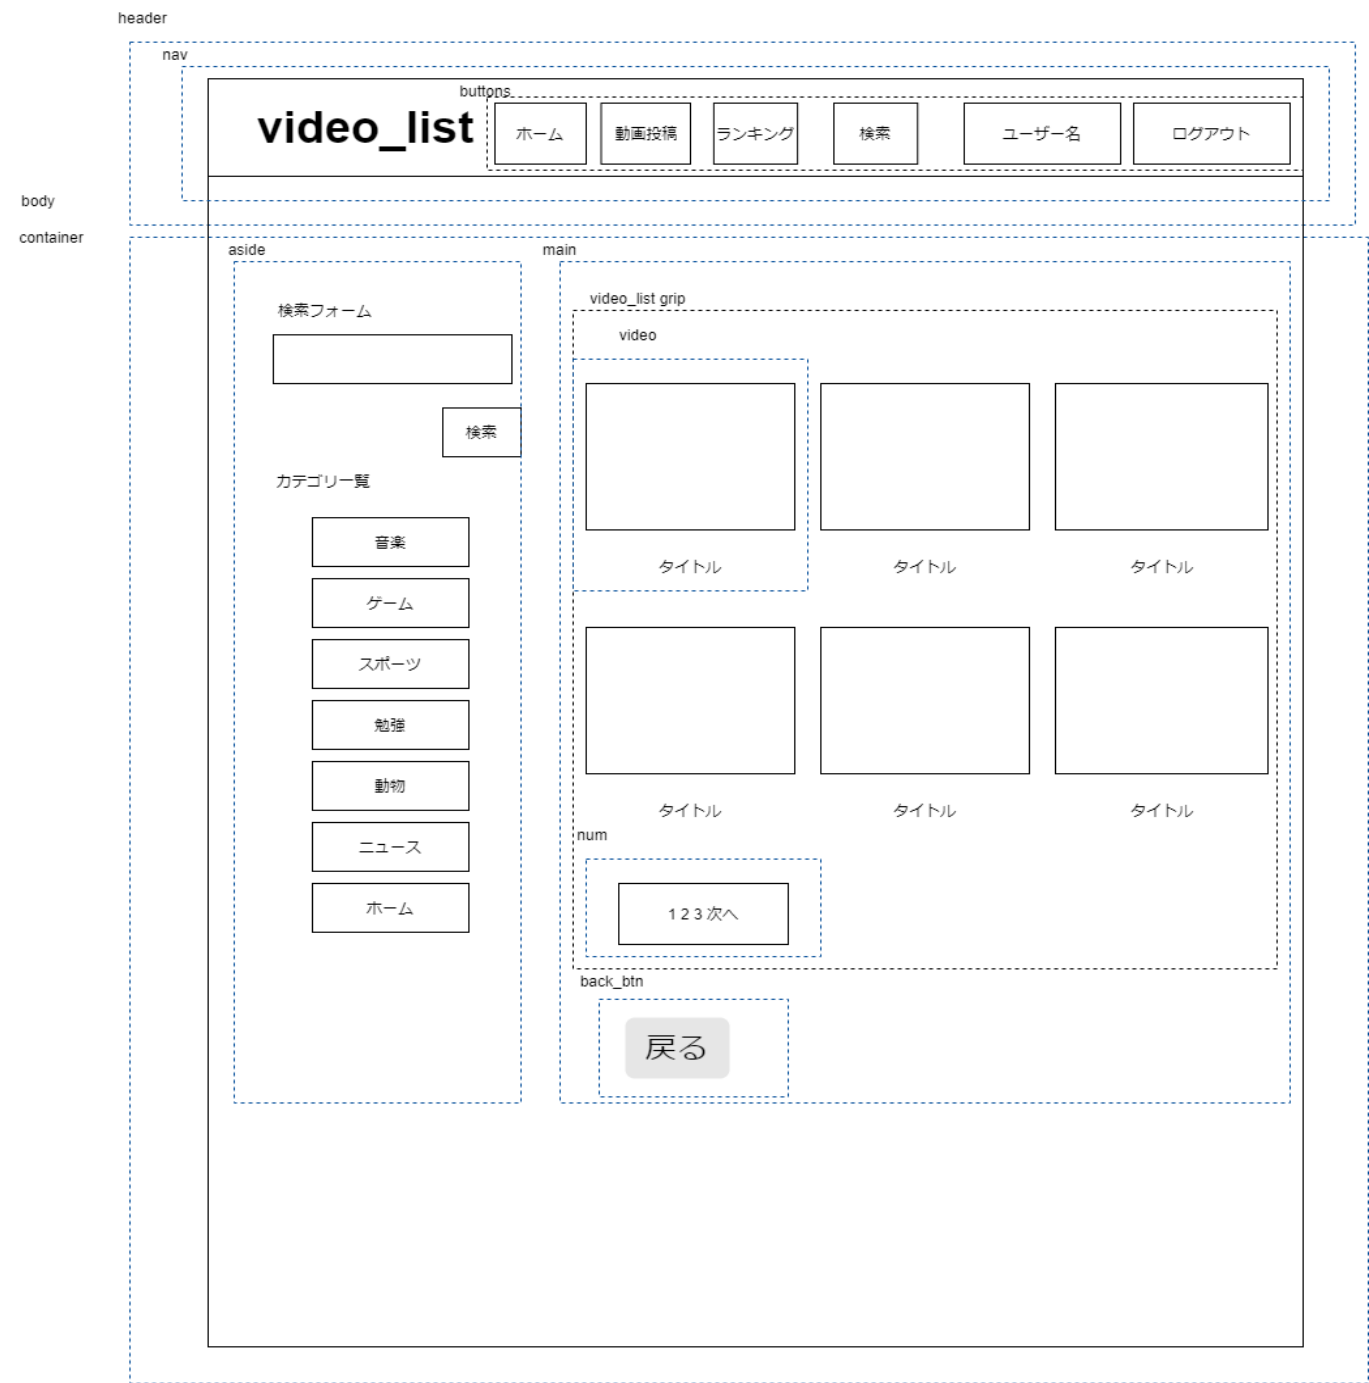 header
nav
buttons
video_list
ホーム
動画投稿
ランキング
検索
ユーザー名
ログアウト
body
container
aside
検索フォーム
検索
カテゴリー覧
音楽
ゲーム
スポーツ
勉強
動物
ニュース
ホーム
main
video_list grip
video
タイトル
タイトル
タイトル
タイトル
タイトル
タイトル
num
1 2 3 次へ
back_btn
戻る